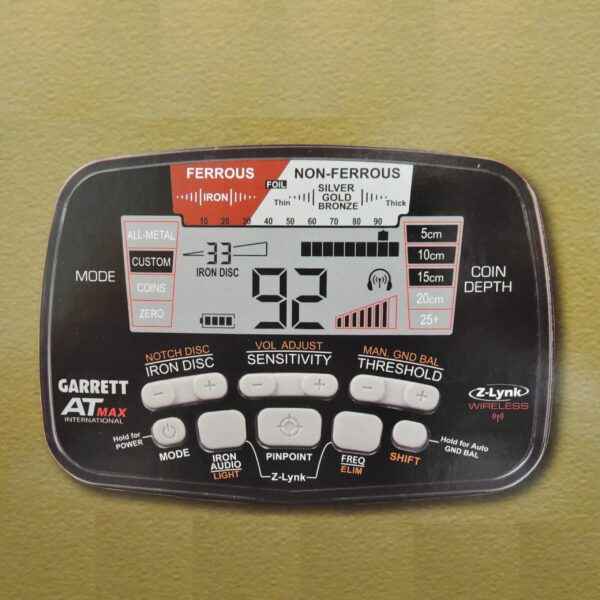 FERROUS NON-FERROUS
IRON FOIL Thin SILVER GOLD BRONZE Thick
10 20 30 40 50 60 70 80 90
ALL-METAL
CUSTOM
COINS
ZERO
MODE
33
IRON DISC
92
5cm
10cm
15cm
20cm
25+
COIN
DEPTH
NOTCH DISC
IRON DISC
VOL ADJUST
SENSITIVITY
MAN. GND BAL
THRESHOLD
- +
- +
- +
GARRETT
AT MAX
INTERNATIONAL
Z-Lynk
WIRELESS
Hold for
POWER
MODE
IRON
AUDIO
LIGHT
PINPOINT
Z-Lynk
FREQ
ELIM
SHIFT
Hold for Auto
GND BAL